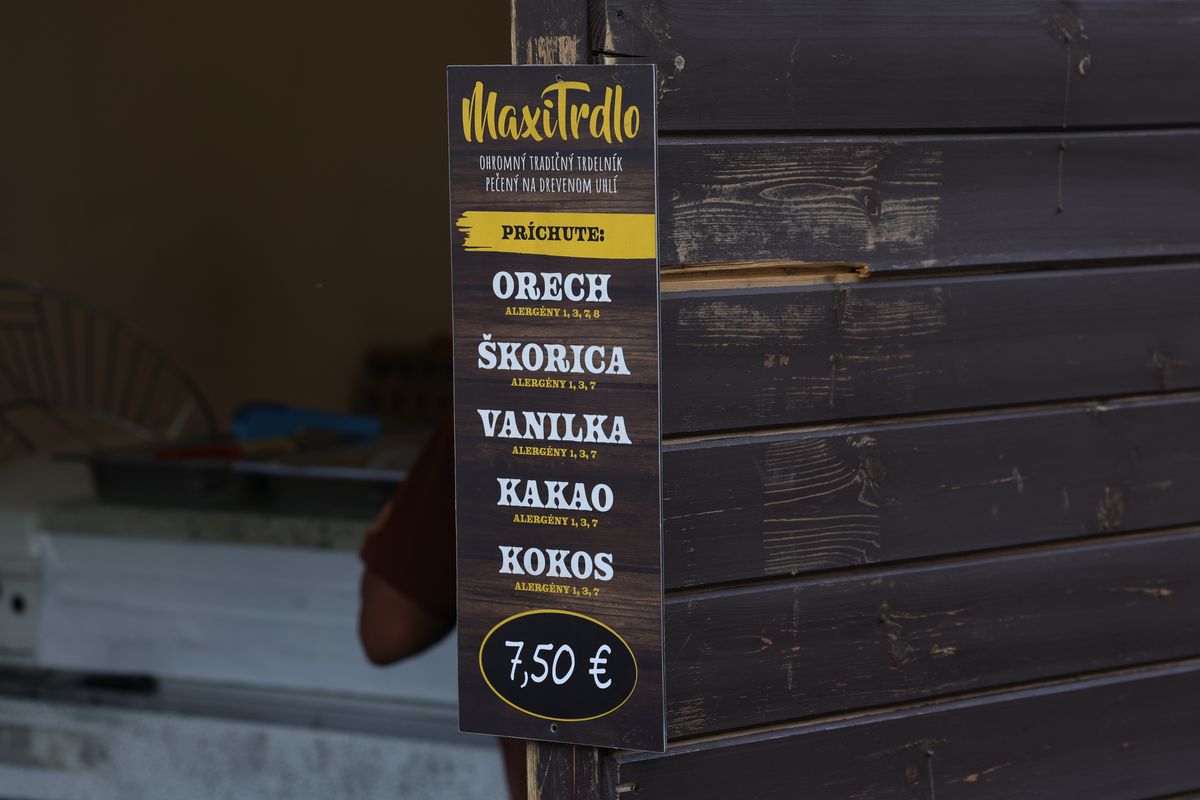 MaxiTrdlo
OHROMNÝ TRADIČNÝ TRDELNÍK
PEČENÝ NA DREVENOM UHLÍ
PRÍCHUTE:
ORECH
ALERGÉNY 1, 3, 7, 8
ŠKORICA
ALERGÉNY 1, 3, 7
VANILKA
ALERGÉNY 1, 3, 7
KAKAO
ALERGÉNY 1, 3, 7
KOKOS
ALERGÉNY 1, 3, 7
7,50 €